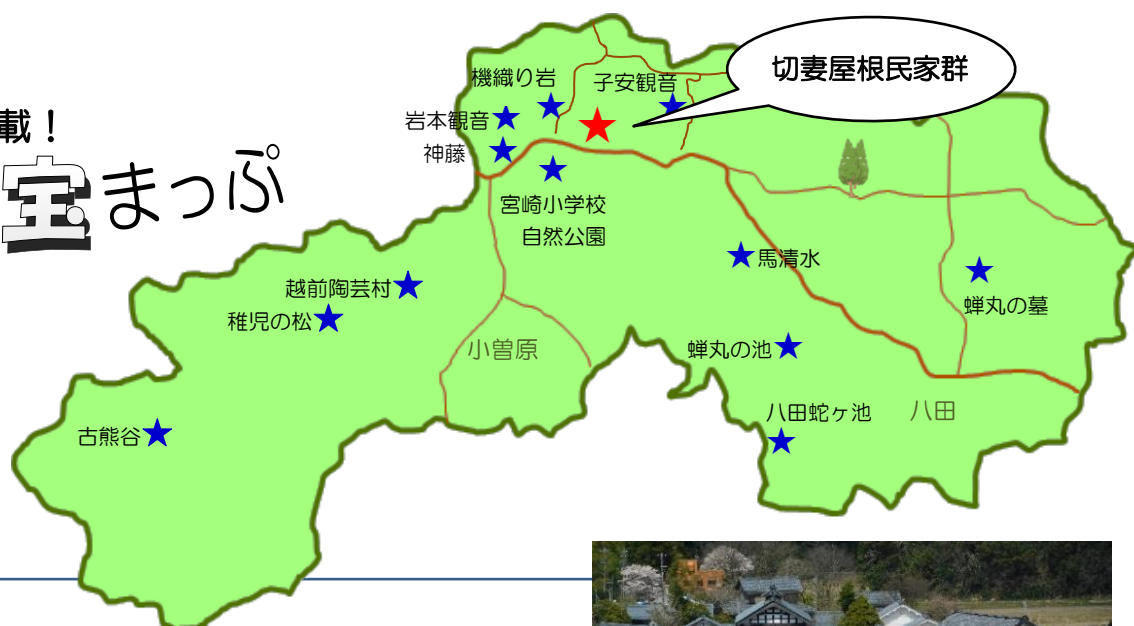 載！
宝まっぷ
切妻屋根民家群
機織り岩
子安観音
岩本観音
神藤
宮崎小学校
自然公園
馬清水
越前陶芸村
稚児の松
蝉丸の墓
小曽原
蝉丸の池
八田蛇ヶ池
八田
古熊谷